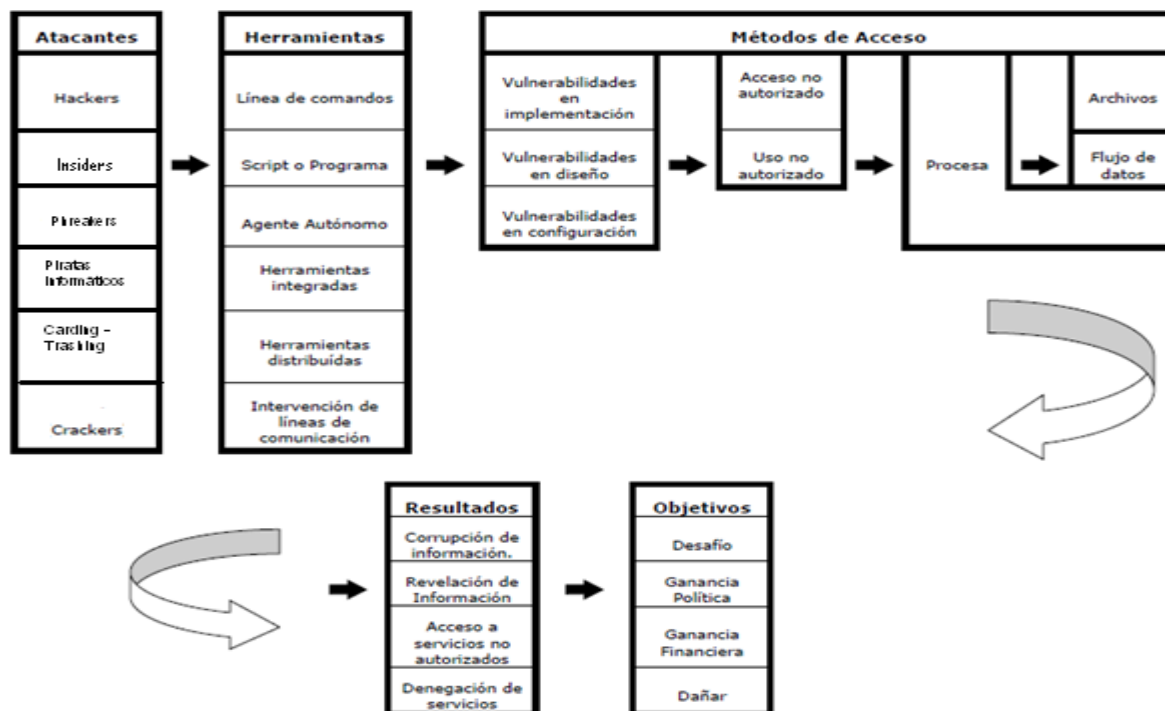 Atacantes
Hackers
Insiders
Phreakers
Piratas
Informáticos
Carding –
Trashing
Crackers
Herramientas
Línea de comandos
Script o Programa
Agente Autónomo
Herramientas
integradas
Herramientas
distribuídas
Intervención de
líneas de
comunicación
Métodos de Acceso
Vulnerabilidades
en
implementación
Vulnerabilidades
en diseño
Vulnerabilidades
en configuración
Acceso no
autorizado
Uso no
autorizado
Procesa
Archivos
Flujo de
datos
Resultados
Corrupción de
información.
Revelación de
Información
Acceso a
servicios no
autorizados
Denegación de
servicios
Objetivos
Desafío
Ganancia
Política
Ganancia
Financiera
Dañar